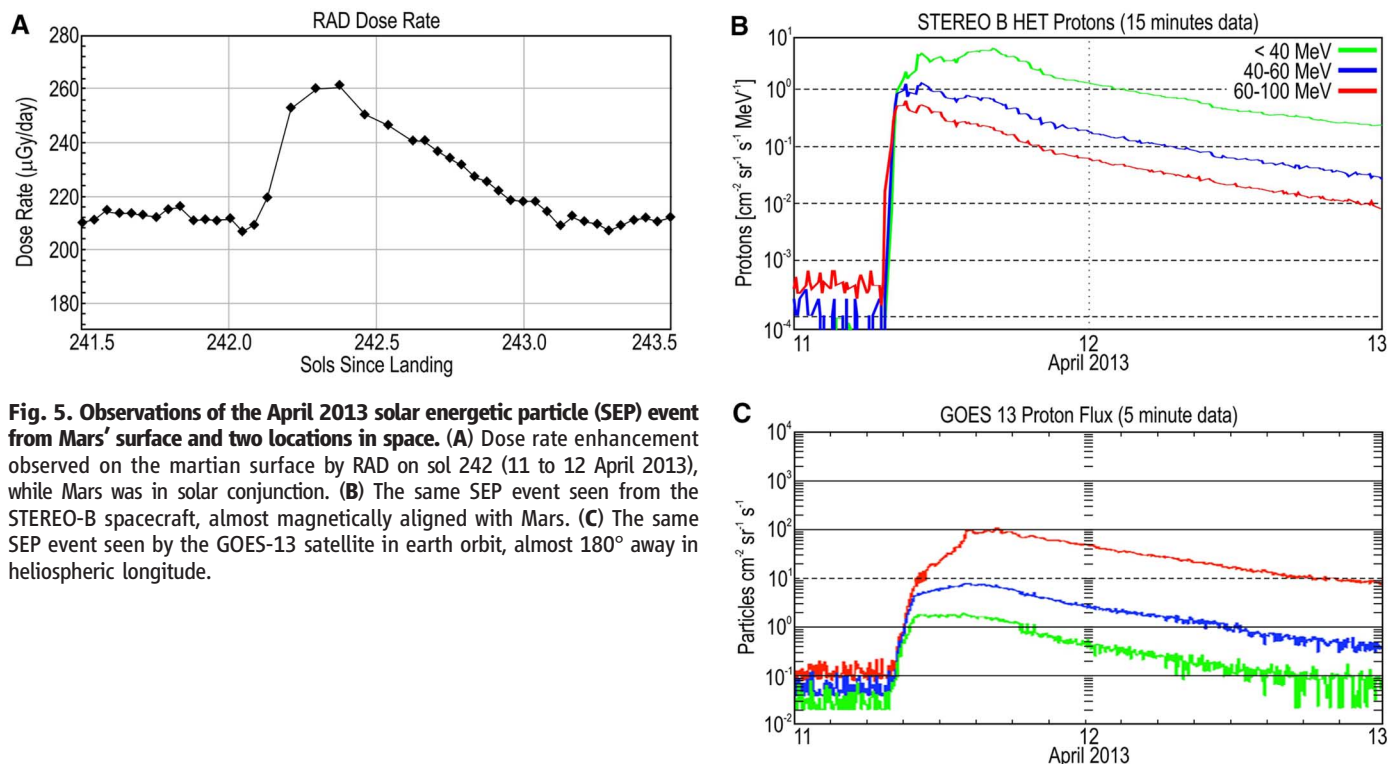 A
RAD Dose Rate
Dose Rate (μGy/day)
280
260
240
220
200
180
241.5
242.0
242.5
243.0
243.5
Sols Since Landing
Fig. 5. Observations of the April 2013 solar energetic particle (SEP) event
from Mars′ surface and two locations in space. (A) Dose rate enhancement
observed on the martian surface by RAD on sol 242 (11 to 12 April 2013),
while Mars was in solar conjunction. (B) The same SEP event seen from the
STEREO-B spacecraft, almost magnetically aligned with Mars. (C) The same
SEP event seen by the GOES-13 satellite in earth orbit, almost 180° away in
heliospheric longitude.
B
STEREO B HET Protons (15 minutes data)
< 40 MeV
40-60 MeV
60-100 MeV
Protons [cm⁻² sr⁻¹ s⁻¹ MeV⁻¹]
10¹
10⁰
10⁻¹
10⁻²
10⁻³
10⁻⁴
11
12
13
April 2013
C
GOES 13 Proton Flux (5 minute data)
Particles cm⁻² sr⁻¹ s⁻¹
10⁴
10³
10²
10¹
10⁰
10⁻¹
10⁻²
11
12
13
April 2013